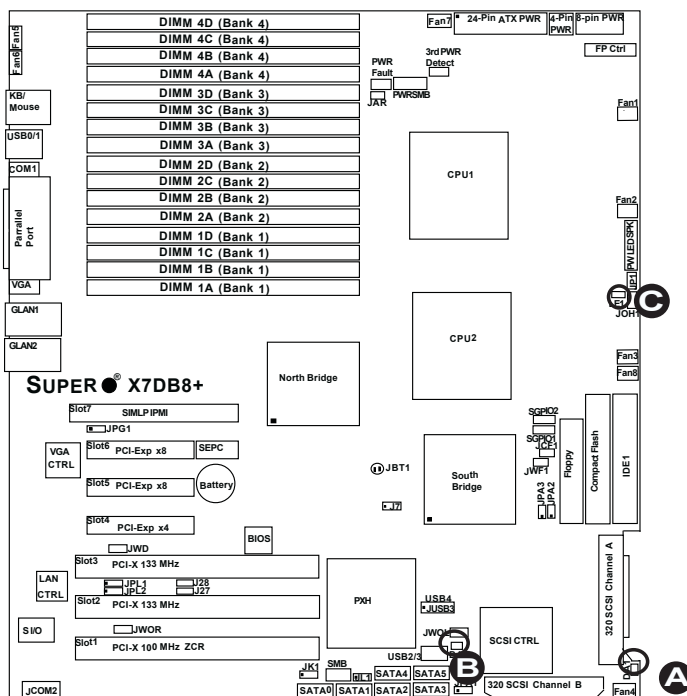 DIMM 4D (Bank 4)
DIMM 4C (Bank 4)
DIMM 4B (Bank 4)
DIMM 4A (Bank 4)
DIMM 3D (Bank 3)
DIMM 3C (Bank 3)
DIMM 3B (Bank 3)
DIMM 3A (Bank 3)
DIMM 2D (Bank 2)
DIMM 2C (Bank 2)
DIMM 2B (Bank 2)
DIMM 2A (Bank 2)
DIMM 1D (Bank 1)
DIMM 1C (Bank 1)
DIMM 1B (Bank 1)
DIMM 1A (Bank 1)
Fan5
Fan6
KB/
Mouse
USB0/1
COM1
Parrallel
Port
VGA
GLAN1
GLAN2
Fan7
24-Pin ATX PWR
4-Pin
PWR
8-pin PWR
FP Ctrl
3rd PWR
Detect
PWR
Fault
JAR
PWRSMB
Fan1
CPU1
Fan2
PW LED SPK
JP1
JOH1
C
CPU2
Fan3
Fan8
SUPER ® X7DB8+
North Bridge
Slot7
SIMLP IPMI
JPG1
Slot6
PCI-Exp x8
SEPC
VGA
CTRL
Slot5
PCI-Exp x8
Battery
Slot4
PCI-Exp x4
BIOS
JWD
Slot3
PCI-X 133 MHz
LAN
CTRL
JPL1
JPL2
J28
J27
Slot2
PCI-X 133 MHz
S I/O
JWOR
Slot1
PCI-X 100 MHz ZCR
JCOM2
JBT1
J7
South
Bridge
SGPIO2
SGPIO1
JCF1
JWF1
JPA3
JPA2
Floppy
Compact Flash
IDE1
PXH
USB4
JUSB3
SCSI CTRL
320 SCSI Channel A
USB2/3
B
JK1
SMB
SATA4
SATA5
SATA0
SATA1
SATA2
SATA3
320 SCSI Channel B
Fan4
A